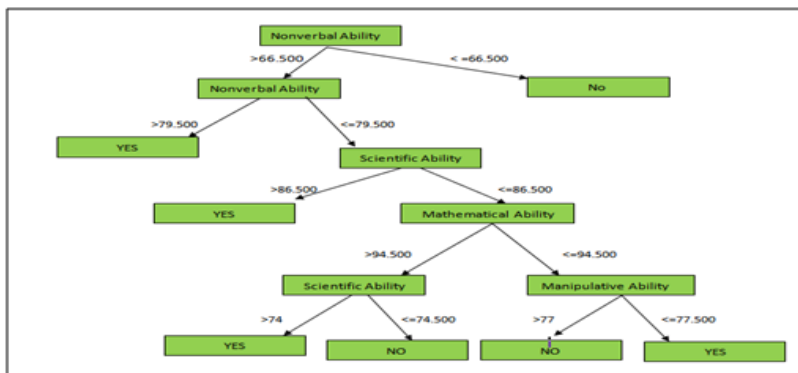 Nonverbal Ability
>66.500
< =66.500
Nonverbal Ability
No
>79.500
<=79.500
YES
Scientific Ability
>86.500
<=86.500
YES
Mathematical Ability
>94.500
<=94.500
Scientific Ability
Manipulative Ability
>74
<=74.500
>77
<=77.500
YES
NO
NO
YES